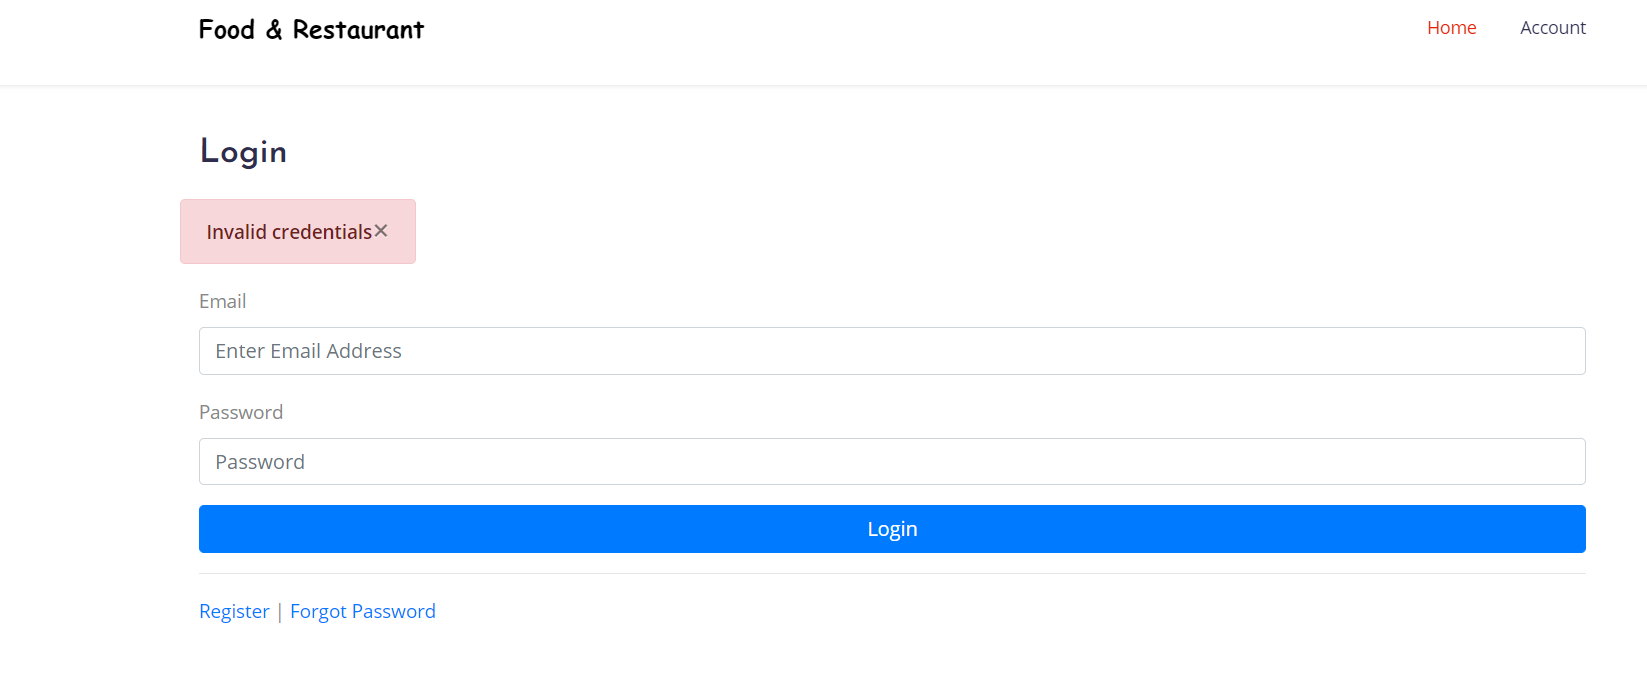 Food & Restaurant
Home Account
Login
Invalid credentials×
Email
Enter Email Address
Password
Password
Login
Register | Forgot Password